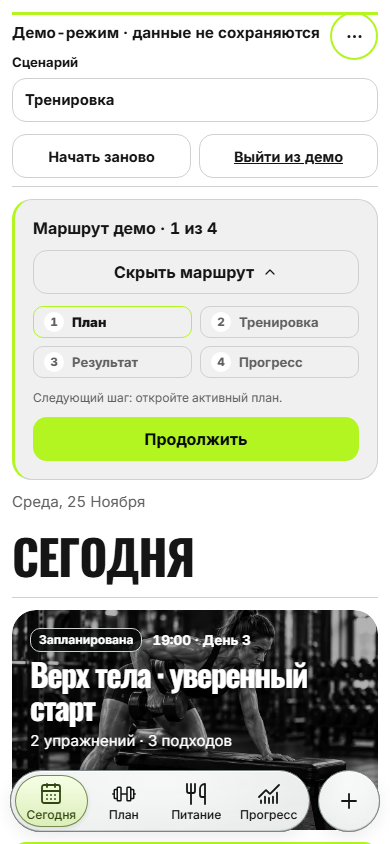 Демо-режим · данные не сохраняются
Сценарий
Тренировка
Начать заново
Выйти из демо
Маршрут демо · 1 из 4
Скрыть маршрут
1 План
2 Тренировка
3 Результат
4 Прогресс
Следующий шаг: откройте активный план.
Продолжить
Среда, 25 Ноября
СЕГОДНЯ
Запланирована 19:00 · День 3
Верх тела · уверенный
старт
2 упражнений · 3 подходов
Сегодня
План
Питание
Прогресс